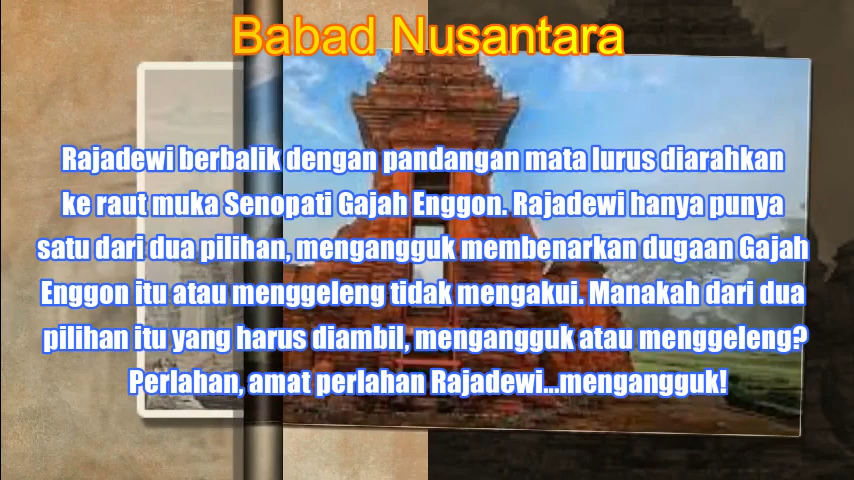 Babad Nusantara
Rajadewi berbalik dengan pandangan mata lurus diarahkan
ke raut muka Senopati Gajah Enggon. Rajadewi hanya punya
satu dari dua pilihan, mengangguk membenarkan dugaan Gajah
Enggon itu atau menggeleng tidak mengakui. Manakah dari dua
pilihan itu yang harus diambil, mengangguk atau menggeleng?
Perlahan, amat perlahan Rajadewi...mengangguk!